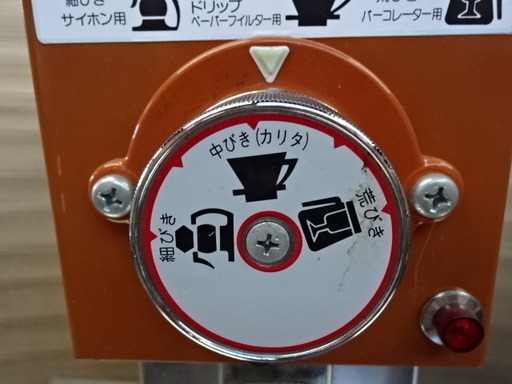 細びき
サイホン用
ドリップ
ペーパーフィルター用
パーコレーター用
中びき(カリタ)
細びき
荒びき